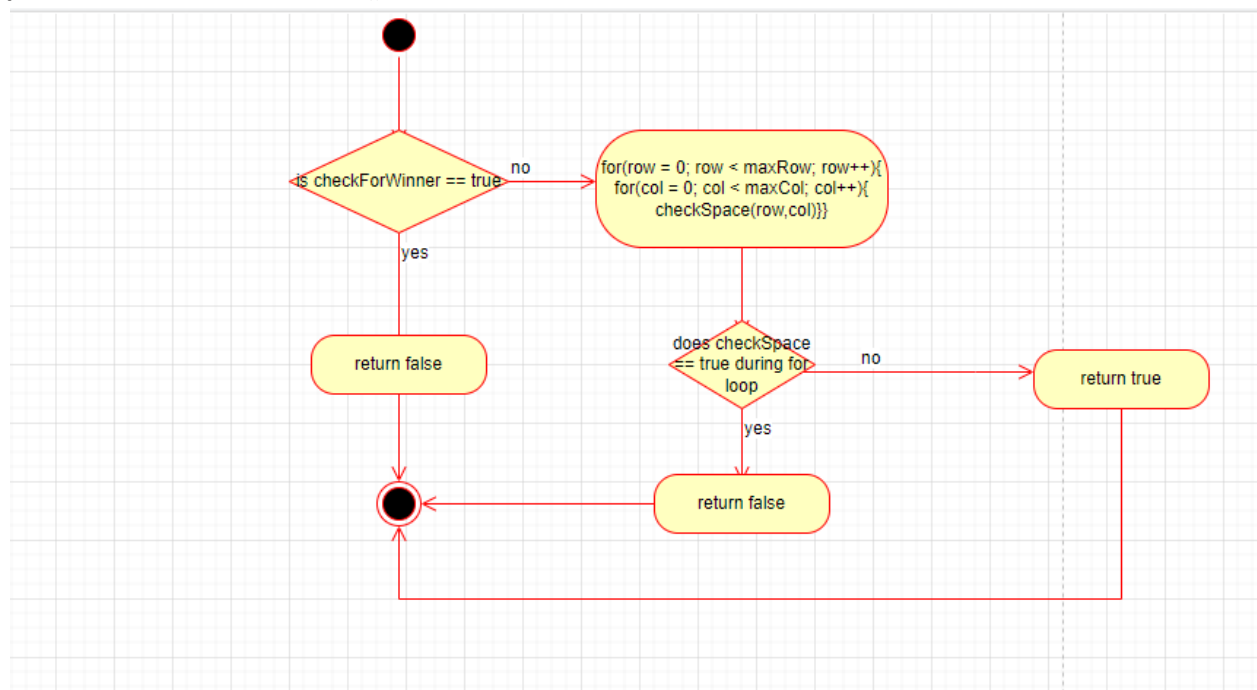 is checkForWinner == true
no
for(row = 0; row < maxRow; row++){
for(col = 0; col < maxCol; col++){
checkSpace(row,col)}}
yes
return false
does checkSpace
== true during for
loop
no
return true
yes
return false